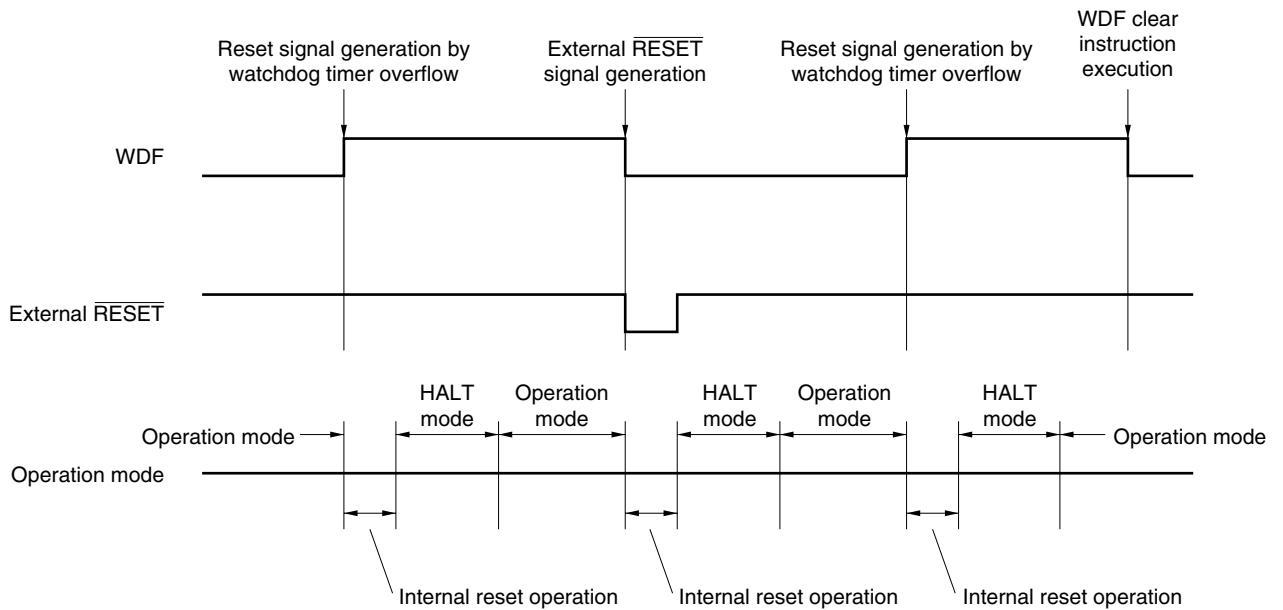 Reset signal generation by
watchdog timer overflow
External RESET
signal generation
Reset signal generation by
watchdog timer overflow
WDF clear
instruction
execution
WDF
External RESET
HALT
mode
Operation
mode
HALT
mode
Operation
mode
HALT
mode
Operation mode
Operation mode
Operation mode
Internal reset operation
Internal reset operation
Internal reset operation